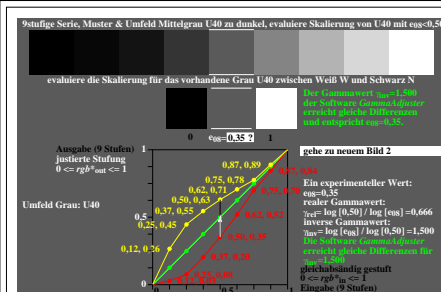 9stufige Serie, Muster & Umfeld Mittelgrau U40 zu dunkel, evaluiere Skalierung von U40 mit e₀₈<0,50
evaluiere die Skalierung für das vorhandene Grau U40 zwischen Weiß W und Schwarz N
Der Gammawert γinv=1,500
der Software GammaAdjuster
erreicht gleiche Differenzen
und entspricht e₀₈=0,35.
0 e₀₈=0,35 ? 1
gehe zu neuem Bild 2
Ausgabe (9 Stufen)
justierte Stufung
0 <= rgb*out <= 1
Umfeld Grau: U40
1
0,5
0,87, 0,89
0,75, 0,78
0,62, 0,71
0,50, 0,63
0,37, 0,55
0,25, 0,45
0,12, 0,26
0,50, 0,35
0,5
1
Ein experimenteller Wert:
e₀₈=0,35
realer Gammawert:
γrel= log [0,50] / log [e₀₈] =0,666
inverse Gammawert:
γinv= log [e₀₈] / log [0,50] =1,500
Die Software GammaAdjuster
erreicht gleiche Differenzen für
γinv=1,500
gleichabsändig gestuft
0 <= rgb*in <= 1
Eingabe (9 Stufen)